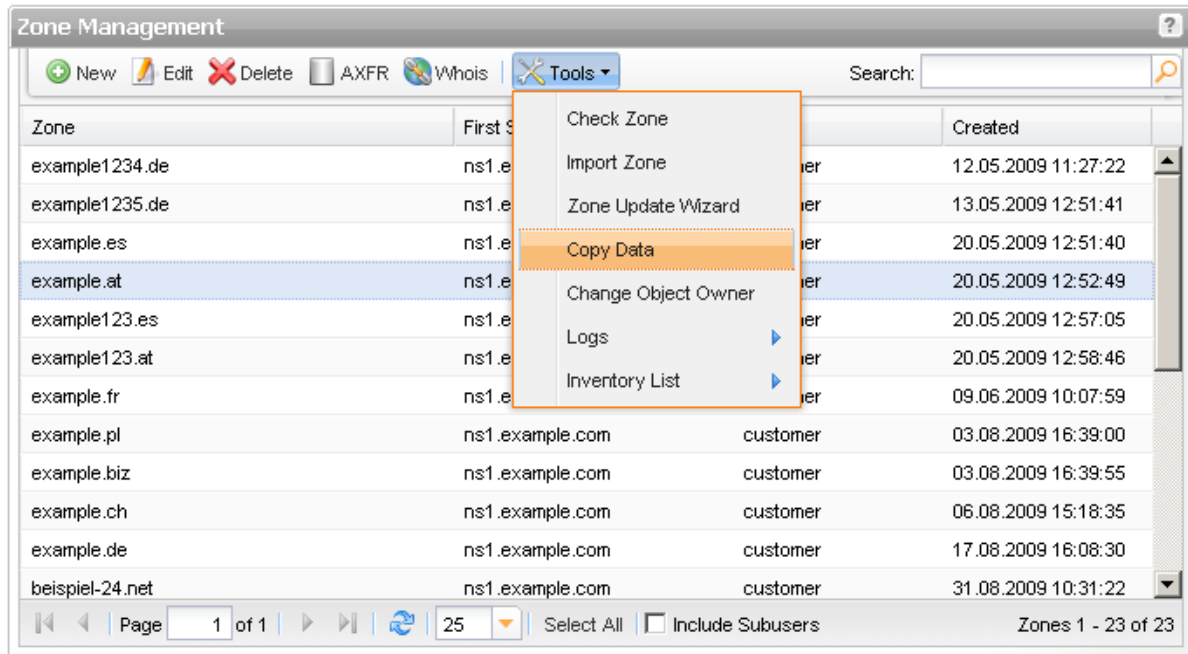 Zone Management ?
New Edit Delete AXFR Whois Tools Search:
Zone First S Created
Check Zone
Import Zone
Zone Update Wizard
Copy Data
Change Object Owner
Logs
Inventory List
example1234.de ns1.e er 12.05.2009 11:27:22
example1235.de ns1.e er 13.05.2009 12:51:41
example.es ns1.e er 20.05.2009 12:51:40
example.at ns1.e er 20.05.2009 12:52:49
example123.es ns1.e er 20.05.2009 12:57:05
example123.at ns1.e er 20.05.2009 12:58:46
example.fr ns1.e er 09.06.2009 10:07:59
example.pl ns1.example.com customer 03.08.2009 16:39:00
example.biz ns1.example.com customer 03.08.2009 16:39:55
example.ch ns1.example.com customer 06.08.2009 15:18:35
example.de ns1.example.com customer 17.08.2009 16:08:30
beispiel-24.net ns1.example.com customer 31.08.2009 10:31:22
Page 1 of 1 25 Select All Include Subusers Zones 1 - 23 of 23